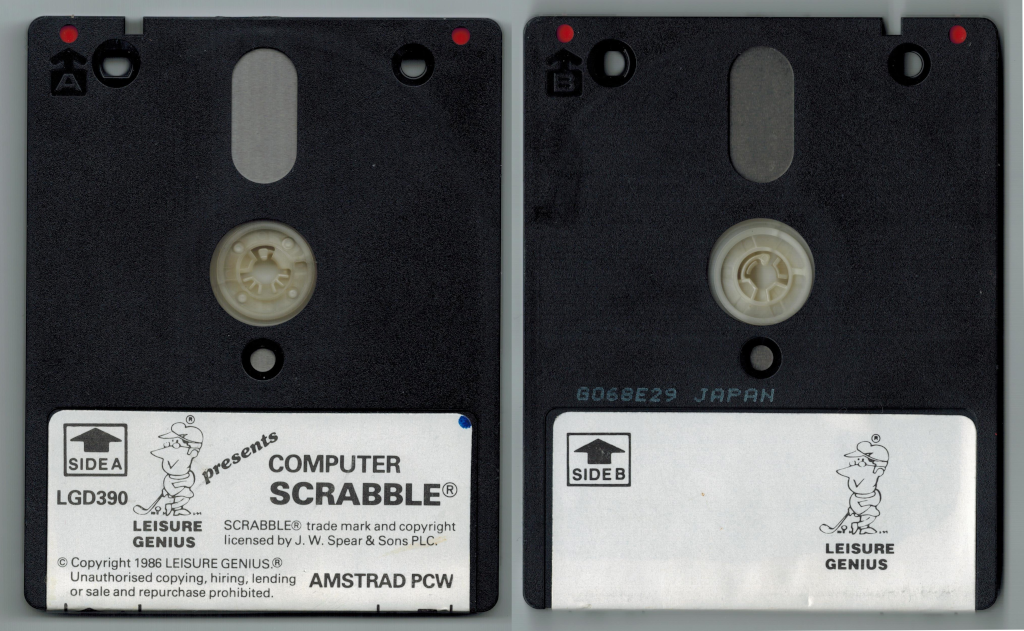 A
SIDE A
®
presents
COMPUTER
SCRABBLE®
LGD390
LEISURE
GENIUS
SCRABBLE® trade mark and copyright
licensed by J. W. Spear & Sons PLC.
© Copyright 1986 LEISURE GENIUS.®
Unauthorised copying, hiring, lending
or sale and repurchase prohibited.
AMSTRAD PCW
B
G068E29 JAPAN
SIDE B
®
LEISURE
GENIUS